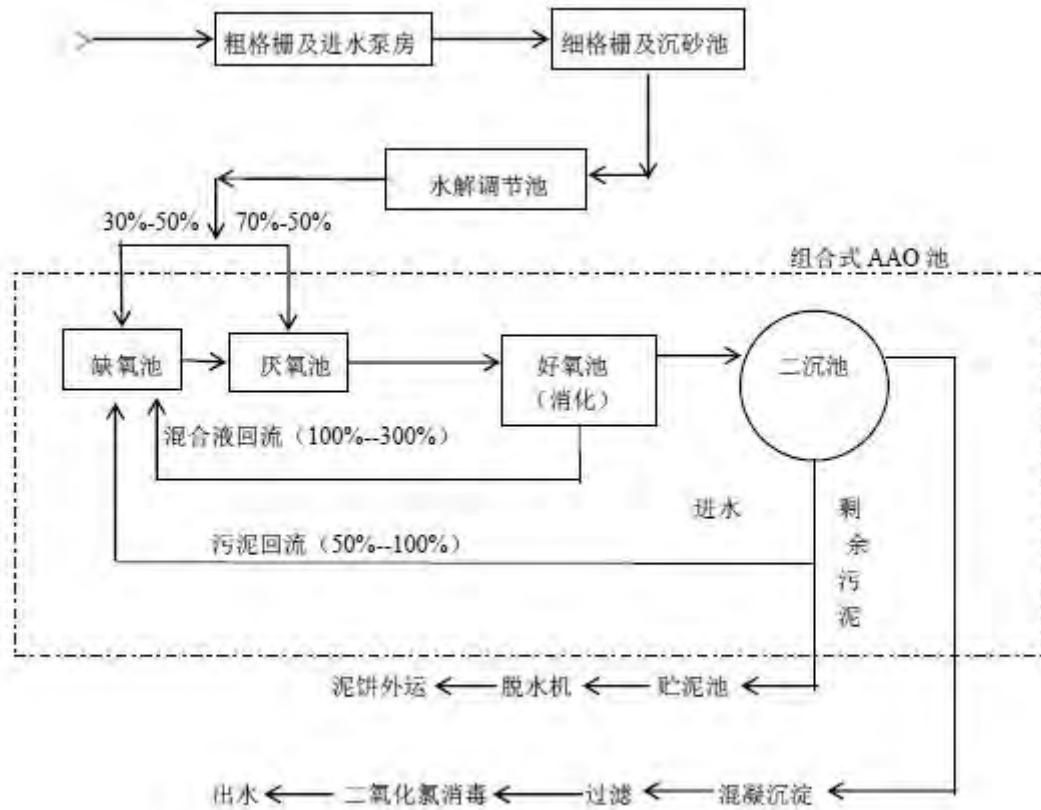 粗格栅及进水泵房
细格栅及沉砂池
水解调节池
30%-50%
70%-50%
组合式 AAO 池
缺氧池
厌氧池
好氧池
（消化）
二沉池
混合液回流（100%--300%）
进水
剩
余
污
泥
污泥回流（50%--100%）
泥饼外运
脱水机
贮泥池
出水
二氧化氯消毒
过滤
混凝沉淀